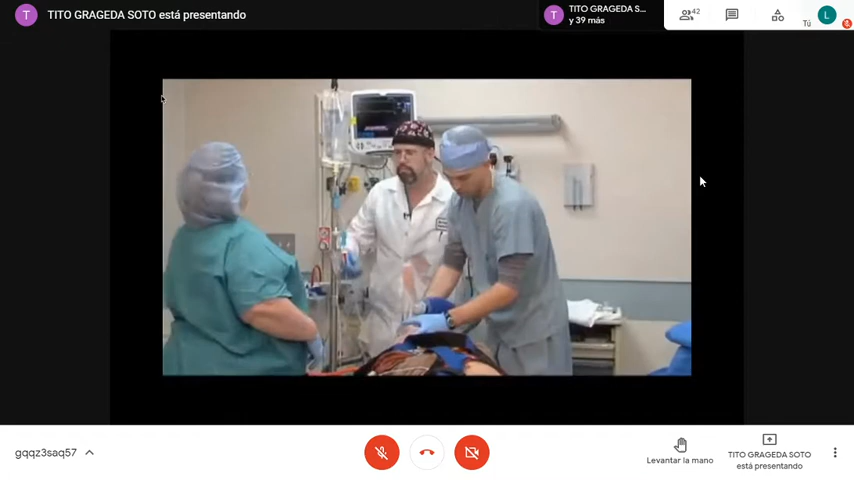 T
TITO GRAGEDA SOTO está presentando
T
TITO GRAGEDA S...
y 39 más
42
Tú
L
gqqz3saq57
Levantar la mano
TITO GRAGEDA SOTO
está presentando